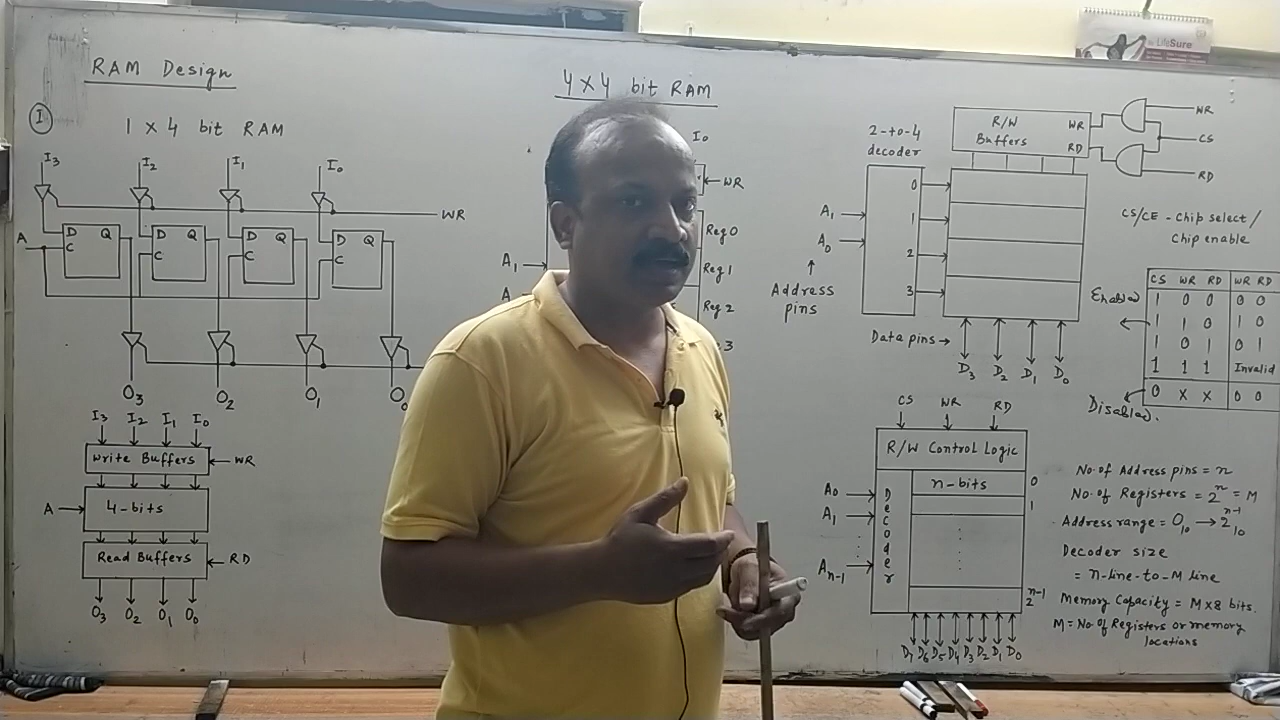 RAM Design
I
1 x 4 bit RAM
I3 I2 I1 I0
WR
D Q D Q D Q D Q
A
C C C C
O3 O2 O1 O
I3 I2 I1 I0
Write Buffers
WR
A
4-bits
Read Buffers
RD
O3 O2 O1 O0
4 x 4 bit RAM
I0
WR
Reg 0
A1
Reg 1
A
Reg 2
.3
2-to-4
decoder
R/W
Buffers
WR
RD
WR
CS
RD
0
A1
1
A0
2
3
Address
pins
Data pins
D3 D2 D1 D0
CS/CE - Chip select/
Chip enable
CS WR RD WR RD
Enabled
1 0 0 0 0
1 1 0 1 0
1 0 1 0 1
1 1 1 Invalid
0 X X 0 0
Disabled.
CS WR RD
R/W Control Logic
n-bits
0
1
A0
A1
An-1
Decoder
2^n-1
D7 D6 D5 D4 D3 D2 D1 D0
No. of Address pins = n
No. of Registers = 2^n = M
Address range = 010 → 2^n-1 10
Decoder size
= n-line-to-M line
Memory Capacity = M x 8 bits.
M = No. of Registers or memory
locations
LifeSure